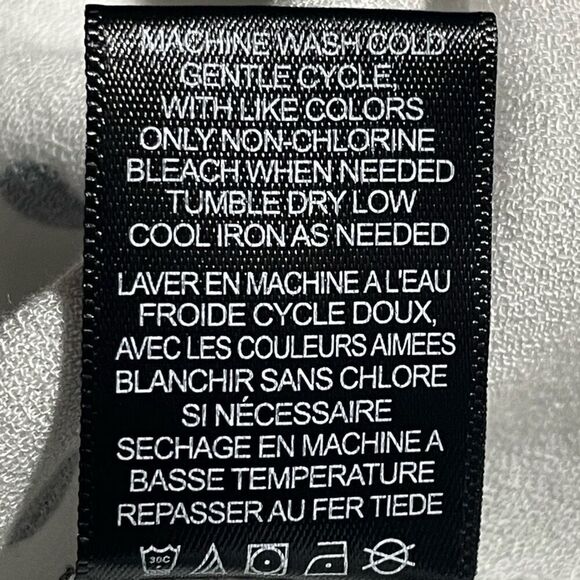 MACHINE WASH COLD
GENTLE CYCLE
WITH LIKE COLORS
ONLY NON-CHLORINE
BLEACH WHEN NEEDED
TUMBLE DRY LOW
COOL IRON AS NEEDED
LAVER EN MACHINE A L'EAU
FROIDE CYCLE DOUX,
AVEC LES COULEURS AIMEES
BLANCHIR SANS CHLORE
SI NÉCESSAIRE
SECHAGE EN MACHINE A
BASSE TEMPERATURE
REPASSER AU FER TIEDE
30C